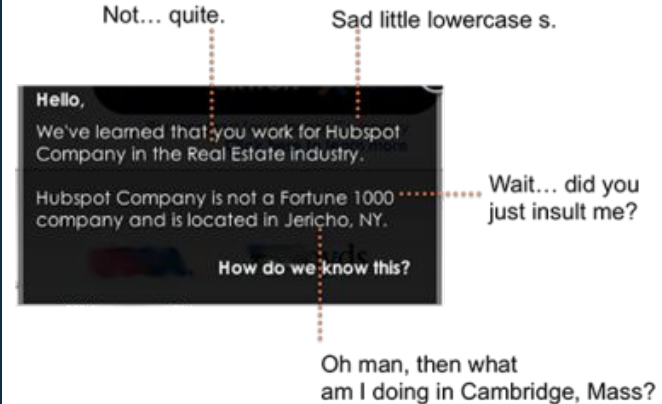 Not... quite.
Sad little lowercase s.
Hello,
We've learned that you work for Hubspot
Company in the Real Estate industry.
Hubspot Company is not a Fortune 1000
company and is located in Jericho, NY.
How do we know this?
Wait... did you
just insult me?
Oh man, then what
am I doing in Cambridge, Mass?